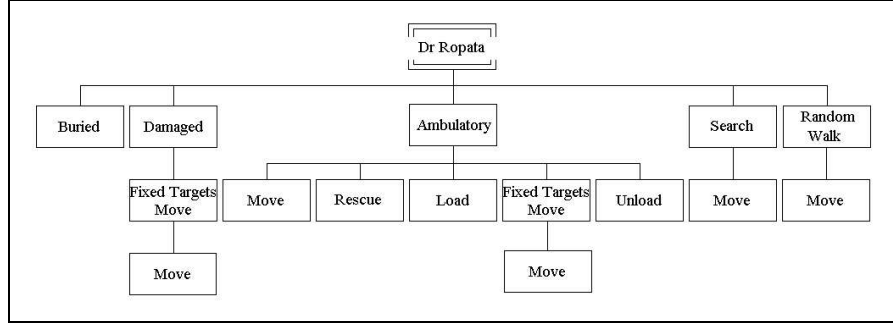 Dr Ropata
Buried
Damaged
Ambulatory
Search
Random
Walk
Fixed Targets
Move
Move
Rescue
Load
Fixed Targets
Move
Unload
Move
Move
Move
Move